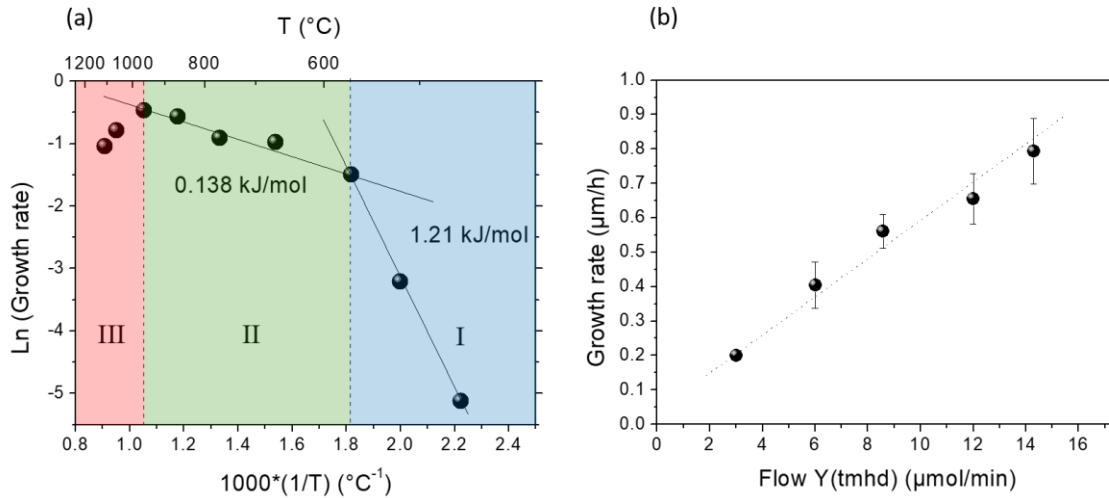 (a)
T (°C)
1200 1000 800 600
0
-1
-2
-3
-4
-5
Ln (Growth rate)
0.138 kJ/mol
1.21 kJ/mol
III
II
I
0.8 1.0 1.2 1.4 1.6 1.8 2.0 2.2 2.4
1000*(1/T) (°C⁻¹)
(b)
1.0
0.9
0.8
0.7
0.6
0.5
0.4
0.3
0.2
0.1
0.0
Growth rate (µm/h)
0 2 4 6 8 10 12 14 16
Flow Y(tmhd) (µmol/min)